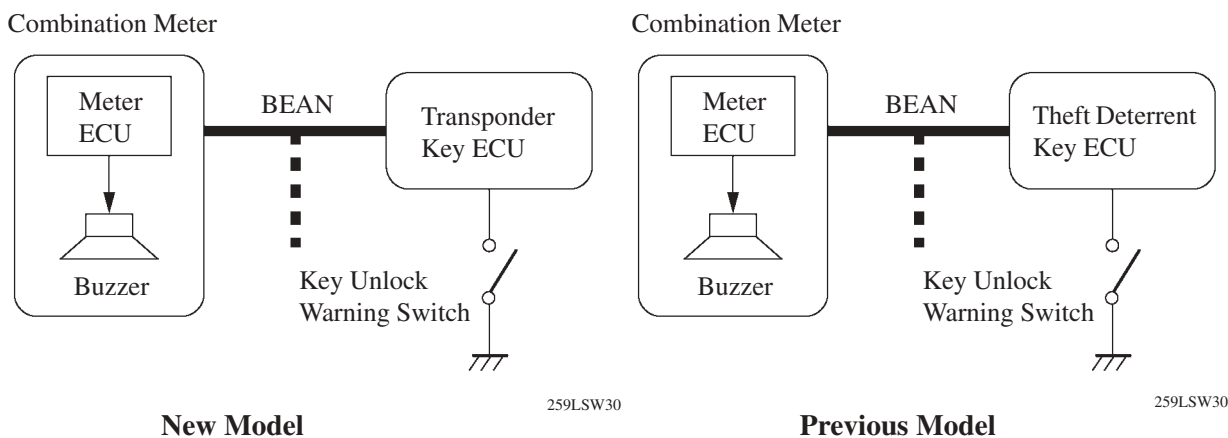 Combination Meter
Meter
ECU
Buzzer
BEAN
Transponder
Key ECU
Key Unlock
Warning Switch
259LSW30
New Model
Combination Meter
Meter
ECU
Buzzer
BEAN
Theft Deterrent
Key ECU
Key Unlock
Warning Switch
259LSW30
Previous Model